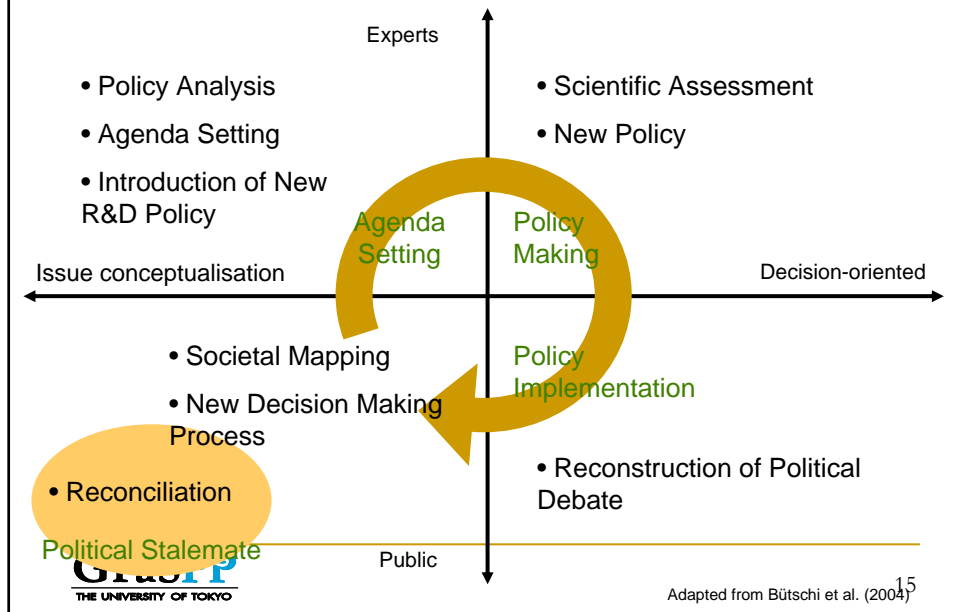 Experts
• Policy Analysis
• Agenda Setting
• Introduction of New
R&D Policy
• Scientific Assessment
• New Policy
Agenda
Setting
Policy
Making
Issue conceptualisation
Decision-oriented
• Societal Mapping
• New Decision Making
Process
• Reconciliation
Political Stalemate
Policy
Implementation
• Reconstruction of Political
Debate
Public
GraSPP
THE UNIVERSITY OF TOKYO
Adapted from Bütschi et al. (2004)
15